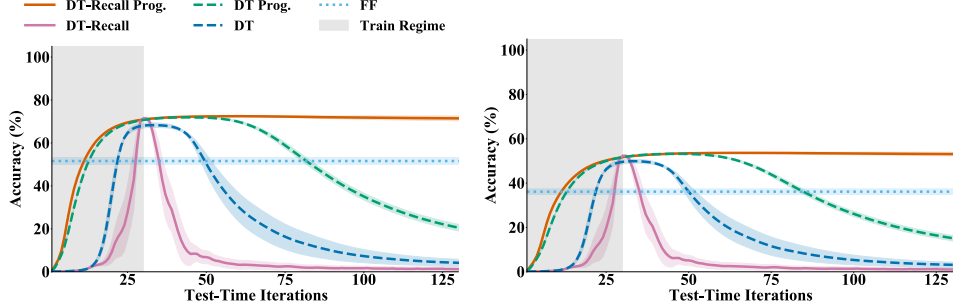 DT-Recall Prog. DT Prog. FF
DT-Recall DT Train Regime
Accuracy (%)
100
80
60
40
20
0
25 50 75 100 125
Test-Time Iterations
Accuracy (%)
100
80
60
40
20
0
25 50 75 100 125
Test-Time Iterations